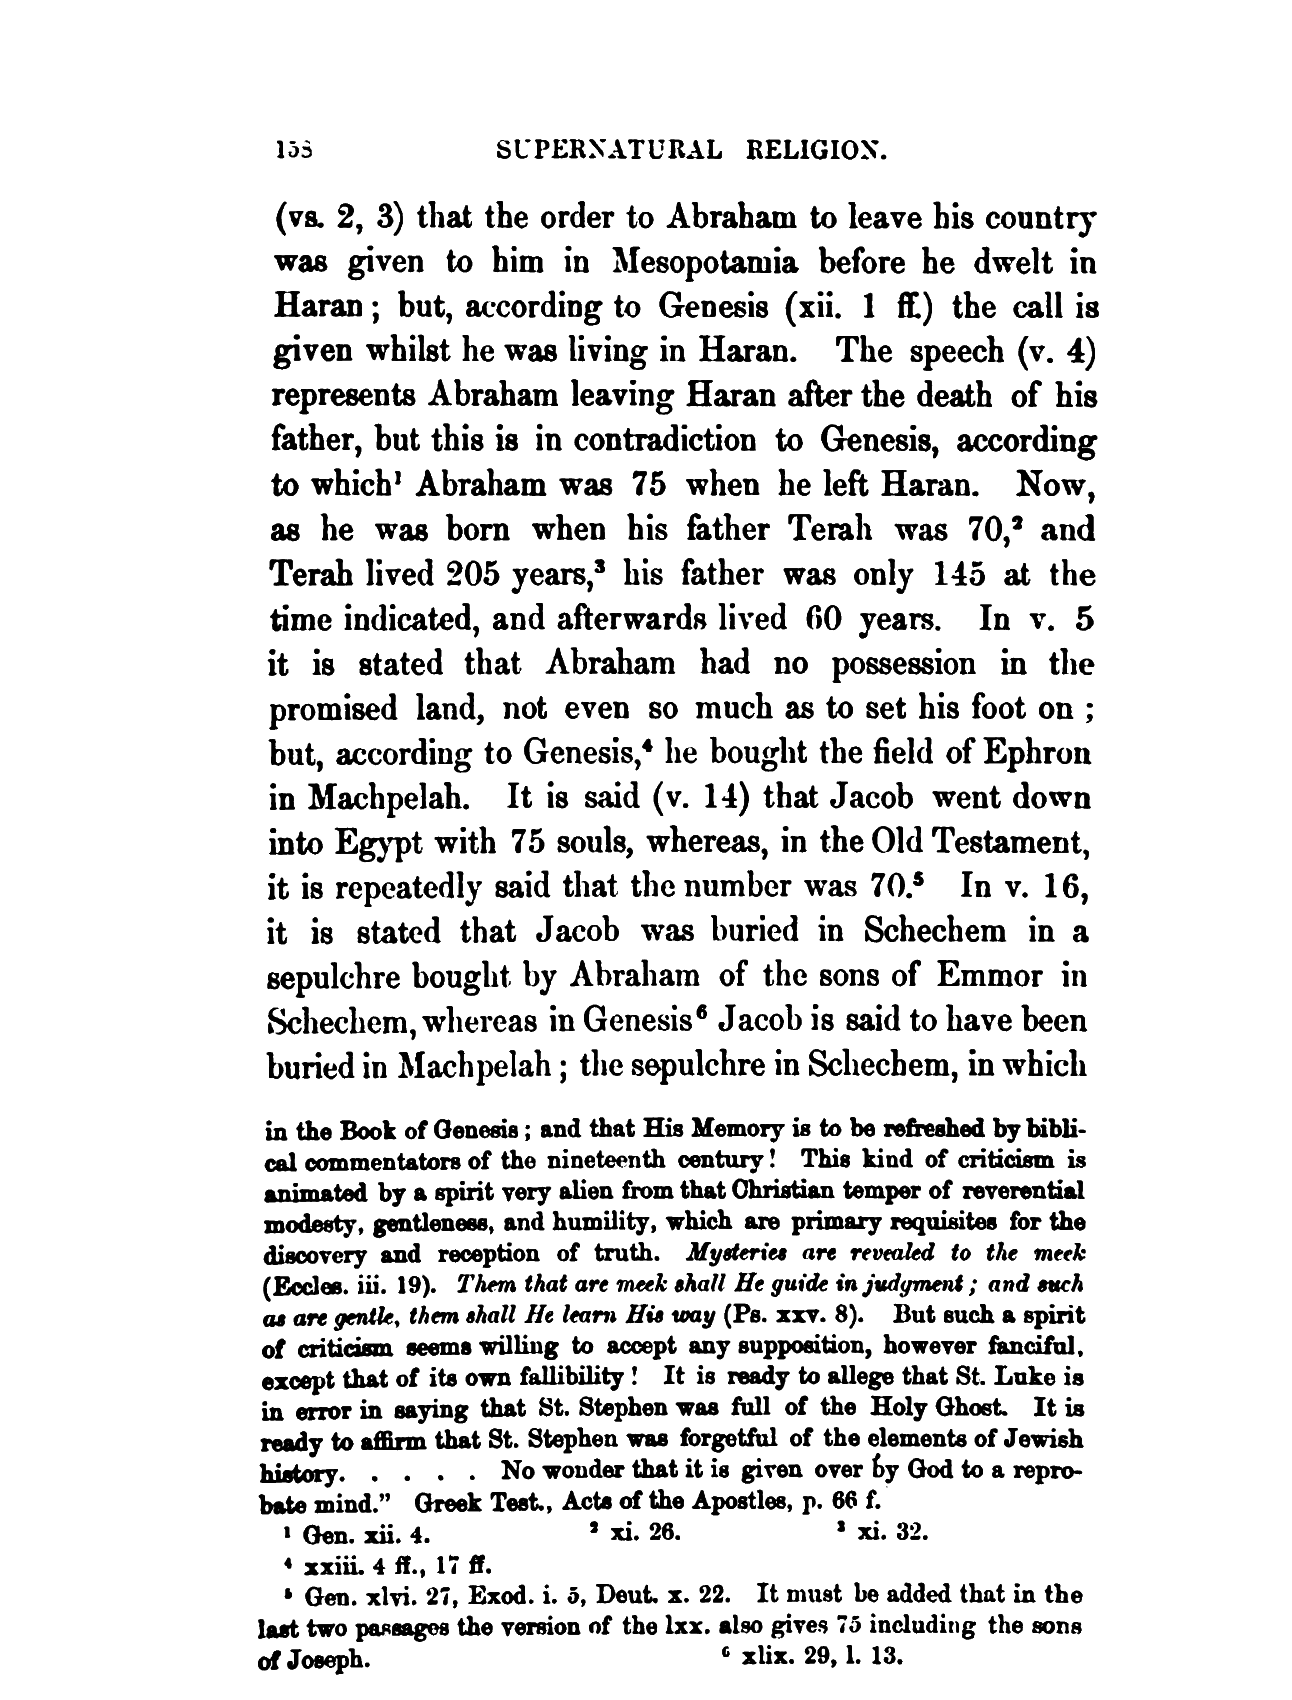 158 SUPERNATURAL RELIGION.
(vs. 2, 3) that the order to Abraham to leave his country
was given to him in Mesopotamia before he dwelt in
Haran ; but, according to Genesis (xii. 1 ff.) the call is
given whilst he was living in Haran. The speech (v. 4)
represents Abraham leaving Haran after the death of his
father, but this is in contradiction to Genesis, according
to which¹ Abraham was 75 when he left Haran. Now,
as he was born when his father Terah was 70,² and
Terah lived 205 years,³ his father was only 145 at the
time indicated, and afterwards lived 60 years. In v. 5
it is stated that Abraham had no possession in the
promised land, not even so much as to set his foot on ;
but, according to Genesis,⁴ he bought the field of Ephron
in Machpelah. It is said (v. 14) that Jacob went down
into Egypt with 75 souls, whereas, in the Old Testament,
it is repeatedly said that the number was 70.⁵ In v. 16,
it is stated that Jacob was buried in Schechem in a
sepulchre bought by Abraham of the sons of Emmor in
Schechem, whereas in Genesis⁶ Jacob is said to have been
buried in Machpelah ; the sepulchre in Schechem, in which
in the Book of Genesis ; and that His Memory is to be refreshed by bibli-
cal commentators of the nineteenth century ! This kind of criticism is
animated by a spirit very alien from that Christian temper of reverential
modesty, gentleness, and humility, which are primary requisites for the
discovery and reception of truth. Mysteries are revealed to the meek
(Eccles. iii. 19). Them that are meek shall He guide in judgment ; and such
as are gentle, them shall He learn His way (Ps. xxv. 8). But such a spirit
of criticism seems willing to accept any supposition, however fanciful,
except that of its own fallibility ! It is ready to allege that St. Luke is
in error in saying that St. Stephen was full of the Holy Ghost. It is
ready to affirm that St. Stephen was forgetful of the elements of Jewish
history. . . . . No wonder that it is given over by God to a repro-
bate mind." Greek Test., Acts of the Apostles, p. 66 f.
¹ Gen. xii. 4. ² xi. 26. ³ xi. 32.
⁴ xxiii. 4 ff., 17 ff.
⁵ Gen. xlvi. 27, Exod. i. 5, Deut. x. 22. It must be added that in the
last two passages the version of the lxx. also gives 75 including the sons
of Joseph. ⁶ xlix. 29, l. 13.